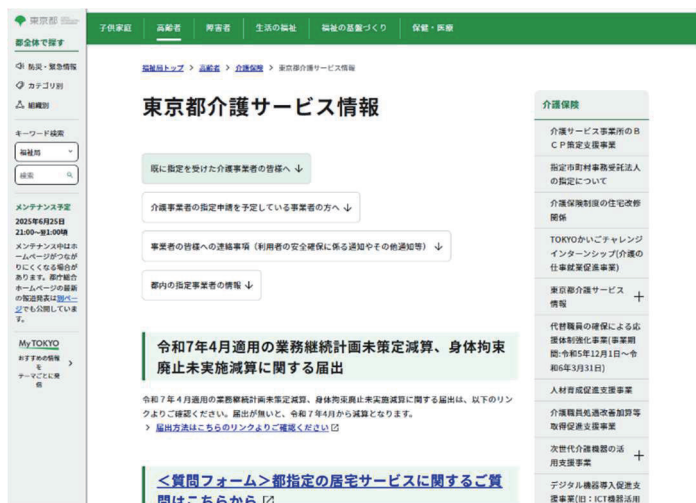 東京都
子供家庭
高齢者
障害者
生活の福祉
福祉の基盤づくり
保健・医療
都全体で探す
防災・緊急情報
カテゴリ別
組織別
キーワード検索
福祉局
検索
メンテナンス予定
2025年6月25日
21:00~翌1:00頃
メンテナンス中はホ
ームページがつなが
りにくくなる場合が
あります。都庁総合
ホームページの最新
の報道発表は別ペー
ジでも公開していま
す。
My TOKYO
おすすめの情報
を
テーマごとに発
信
福祉局トップ > 高齢者 > 介護保険 > 東京都介護サービス情報
東京都介護サービス情報
既に指定を受けた介護事業者の皆様へ ↓
介護事業者の指定申請を予定している事業者の方へ ↓
事業者の皆様への連絡事項（利用者の安全確保に係る通知やその他通知等） ↓
都内の指定事業者の情報 ↓
令和7年4月適用の業務継続計画未策定減算、身体拘束
廃止未実施減算に関する届出
令和7年4月適用の業務継続計画未策定減算、身体拘束廃止未実施減算に関する届出は、以下のリン
クよりご確認ください。届出が無いと、令和7年4月から減算となります。
> 届出方法はこちらのリンクよりご確認ください
＜質問フォーム＞都指定の居宅サービスに関するご質
問はこちらから
介護保険
介護サービス事業所のB
CP策定支援事業
指定市町村事務受託法人
の指定について
介護保険制度の住宅改修
関係
TOKYOかいごチャレンジ
インターンシップ(介護の
仕事就業促進事業)
東京都介護サービス
情報
代替職員の確保による応
援体制強化事業(事業期
間:令和5年12月1日～令
和6年3月31日)
人材育成促進支援事業
介護職員処遇改善加算等
取得促進支援事業
次世代介護機器の活
用支援事業
デジタル機器導入促進支
援事業(旧：ICT機器活用